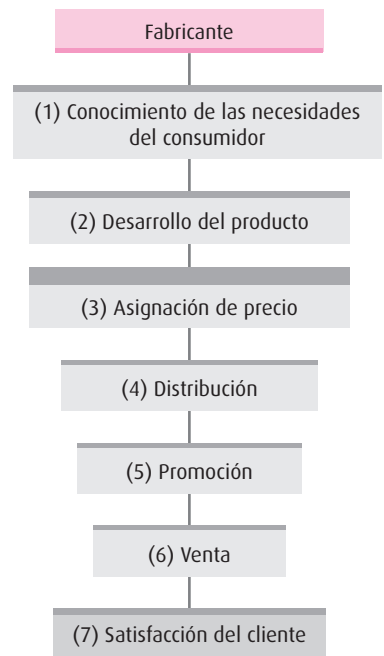 Fabricante
(1) Conocimiento de las necesidades
del consumidor
(2) Desarrollo del producto
(3) Asignación de precio
(4) Distribución
(5) Promoción
(6) Venta
(7) Satisfacción del cliente